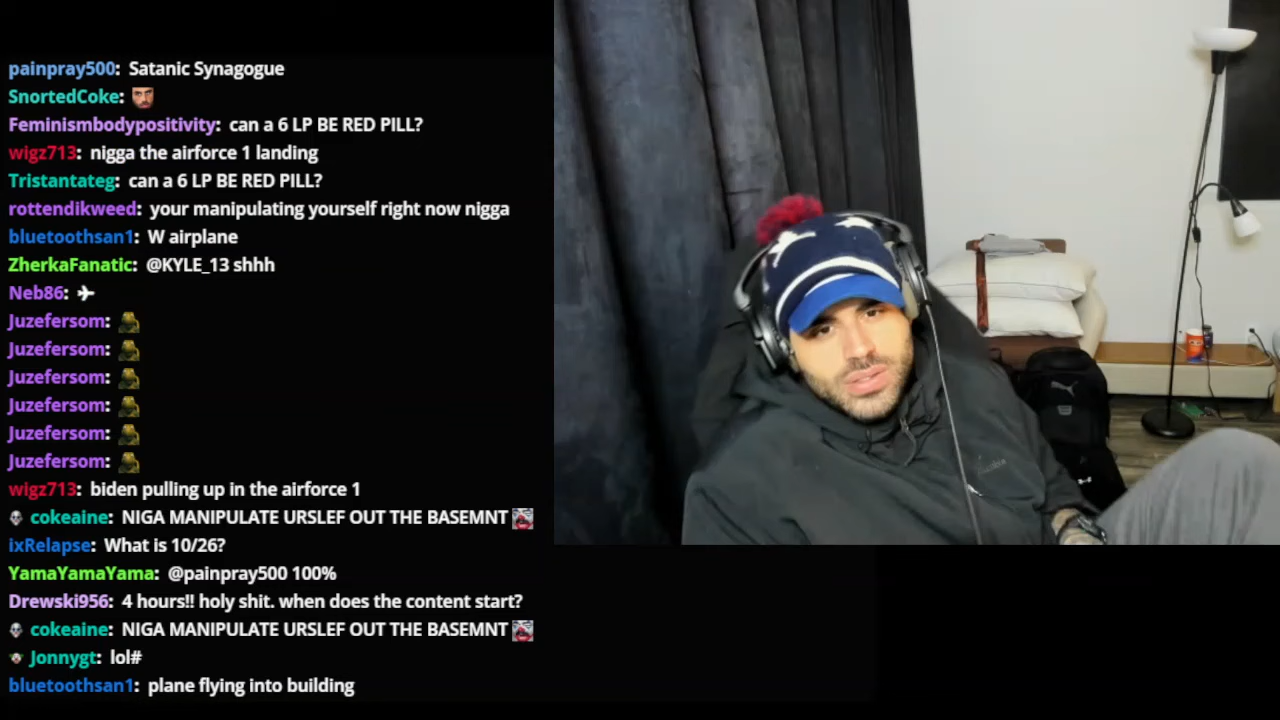 painpray500: Satanic Synagogue
SnortedCoke:
Feminismbodypositivity: can a 6 LP BE RED PILL?
wigz713: nigga the airforce 1 landing
Tristantateg: can a 6 LP BE RED PILL?
rottendikweed: your manipulating yourself right now nigga
bluetoothsan1: W airplane
ZherkaFanatic: @KYLE_13 shhh
Neb86:
Juzefersom:
Juzefersom:
Juzefersom:
Juzefersom:
Juzefersom:
Juzefersom:
wigz713: biden pulling up in the airforce 1
cokeaine: NIGA MANIPULATE URSLEF OUT THE BASEMNT
ixRelapse: What is 10/26?
YamaYamaYama: @painpray500 100%
Drewski956: 4 hours!! holy shit. when does the content start?
cokeaine: NIGA MANIPULATE URSLEF OUT THE BASEMNT
Jonnygt: lol#
bluetoothsan1: plane flying into building